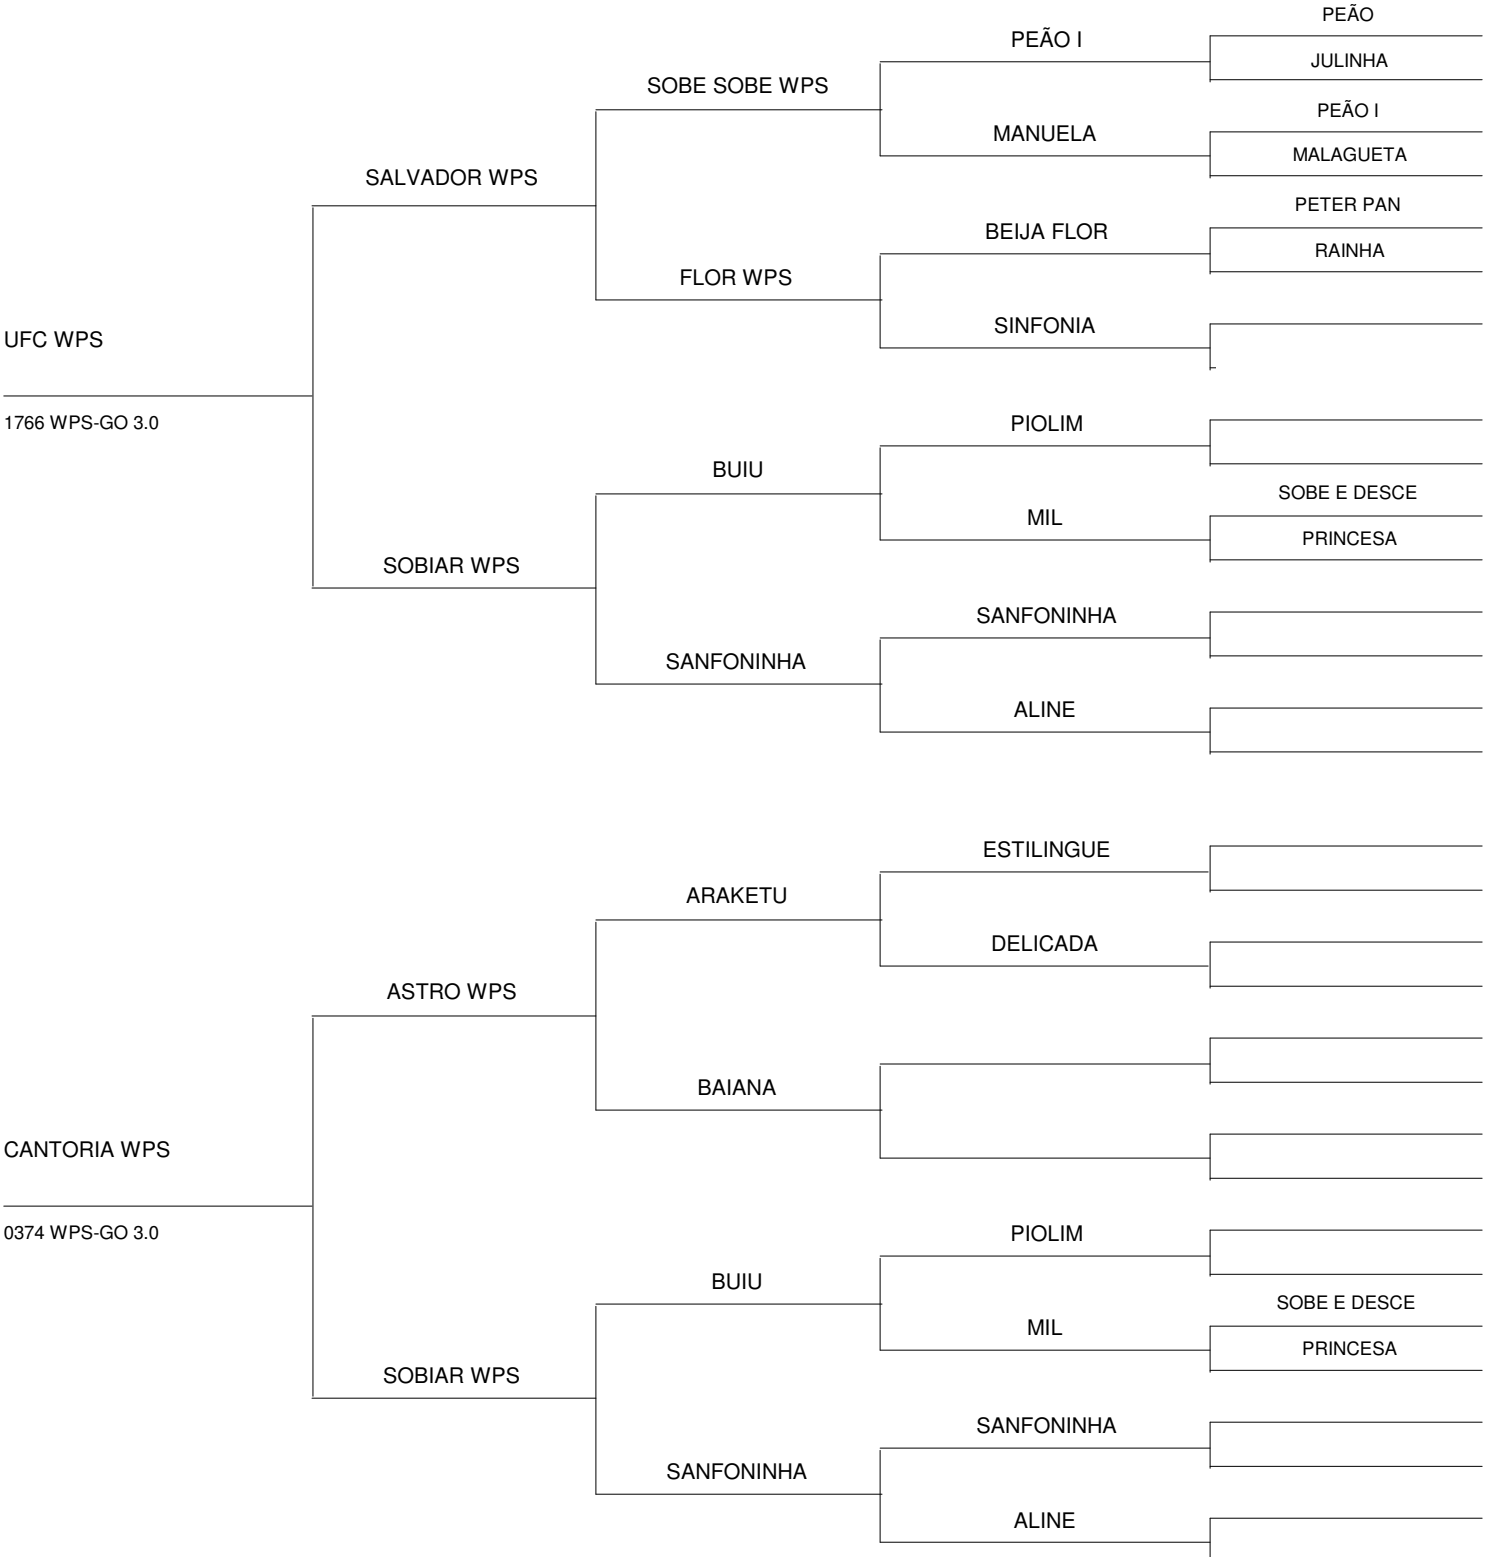 PEÃO
PEÃO I
JULINHA
SOBE SOBE WPS
PEÃO I
MANUELA
MALAGUETA
SALVADOR WPS
PETER PAN
BEIJA FLOR
RAINHA
FLOR WPS
SINFONIA
UFC WPS
1766 WPS-GO 3.0
PIOLIM
BUIU
SOBE E DESCE
MIL
PRINCESA
SOBIAR WPS
SANFONINHA
SANFONINHA
ALINE
ESTILINGUE
ARAKETU
DELICADA
ASTRO WPS
BAIANA
CANTORIA WPS
0374 WPS-GO 3.0
PIOLIM
BUIU
SOBE E DESCE
MIL
PRINCESA
SOBIAR WPS
SANFONINHA
SANFONINHA
ALINE